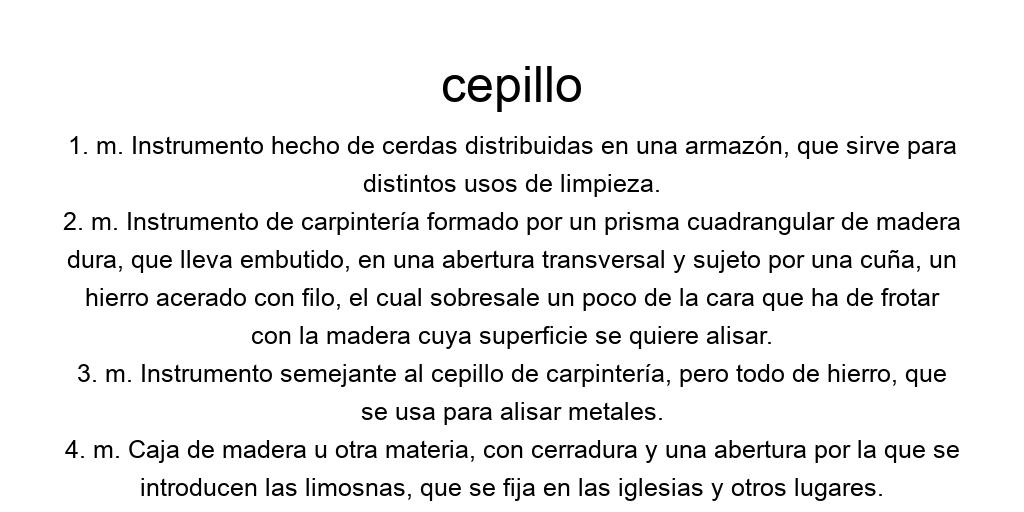 cepillo
1. m. Instrumento hecho de cerdas distribuidas en una armazón, que sirve para
distintos usos de limpieza.
2. m. Instrumento de carpintería formado por un prisma cuadrangular de madera
dura, que lleva embutido, en una abertura transversal y sujeto por una cuña, un
hierro acerado con filo, el cual sobresale un poco de la cara que ha de frotar
con la madera cuya superficie se quiere alisar.
3. m. Instrumento semejante al cepillo de carpintería, pero todo de hierro, que
se usa para alisar metales.
4. m. Caja de madera u otra materia, con cerradura y una abertura por la que se
introducen las limosnas, que se fija en las iglesias y otros lugares.